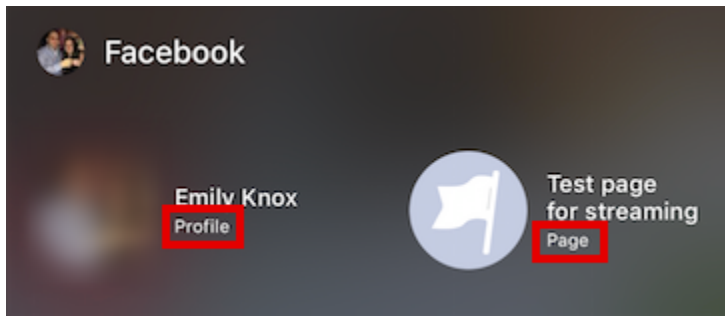 Facebook
Emily Knox
Profile
Test page
for streaming
Page